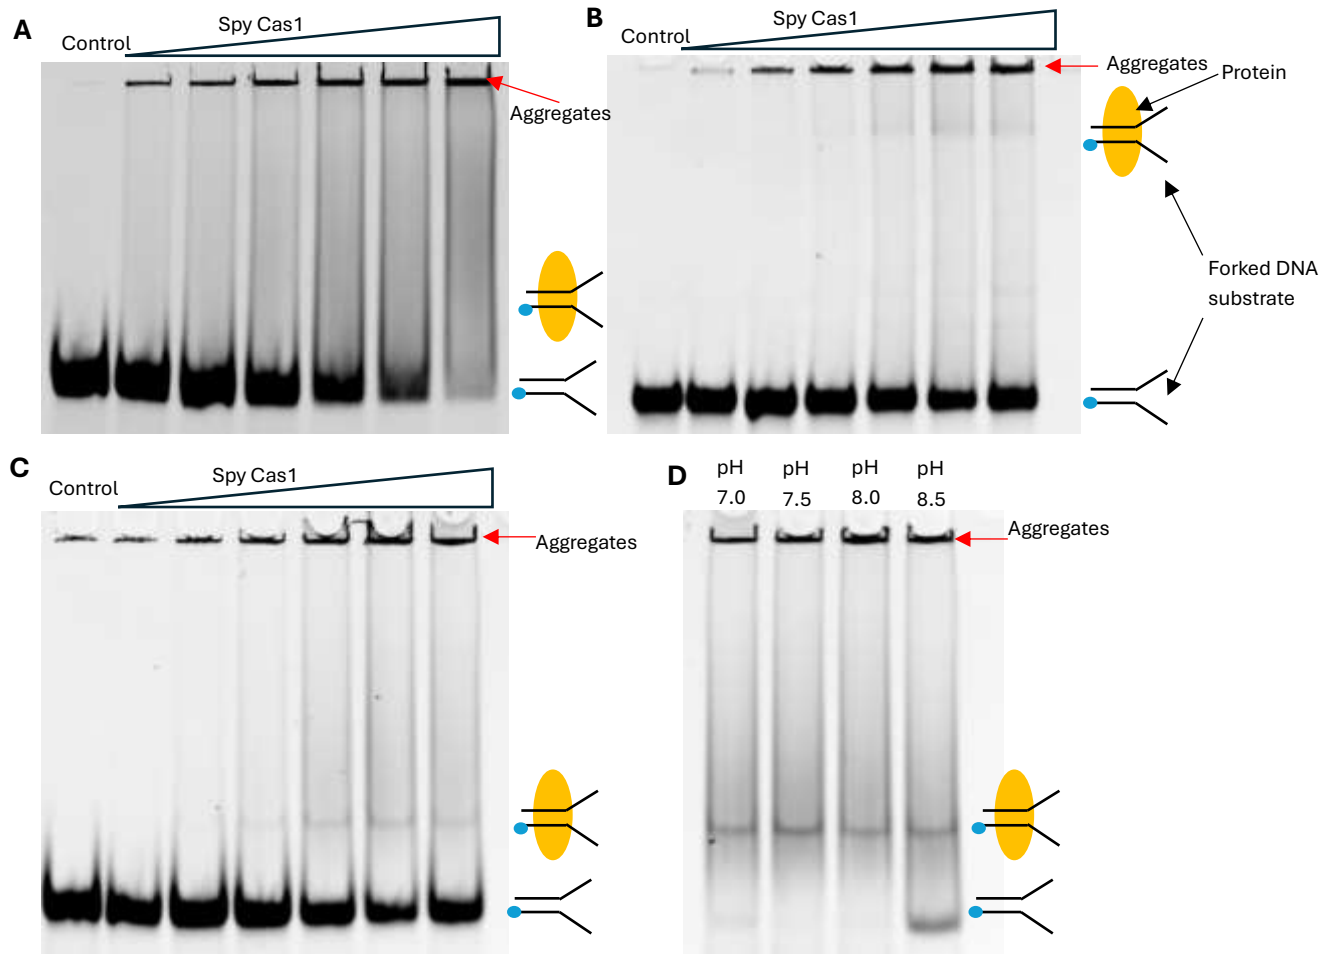 A
Control
Spy Cas1
Aggregates
B
Control
Spy Cas1
Aggregates
Protein
Forked DNA
substrate
C
Control
Spy Cas1
Aggregates
D
pH
7.0
pH
7.5
pH
8.0
pH
8.5
Aggregates